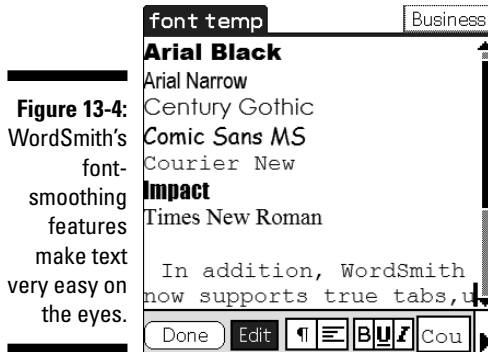 Figure 13-4:
WordSmith's
font-
smoothing
features
make text
very easy on
the eyes.
font temp
Business
Arial Black
Arial Narrow
Century Gothic
Comic Sans MS
Courier New
Impact
Times New Roman
In addition, WordSmith
now supports true tabs,u
Done Edit ¶ B U I Cou